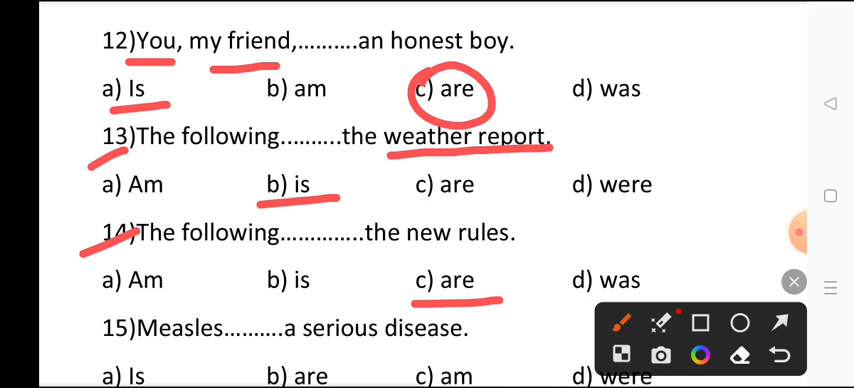 12)You, my friend,..........an honest boy.
a) Is b) am c) are d) was
13)The following..........the weather report.
a) Am b) is c) are d) were
14)The following..............the new rules.
a) Am b) is c) are d) was
15)Measles..........a serious disease.
a) Is b) are c) am d) were